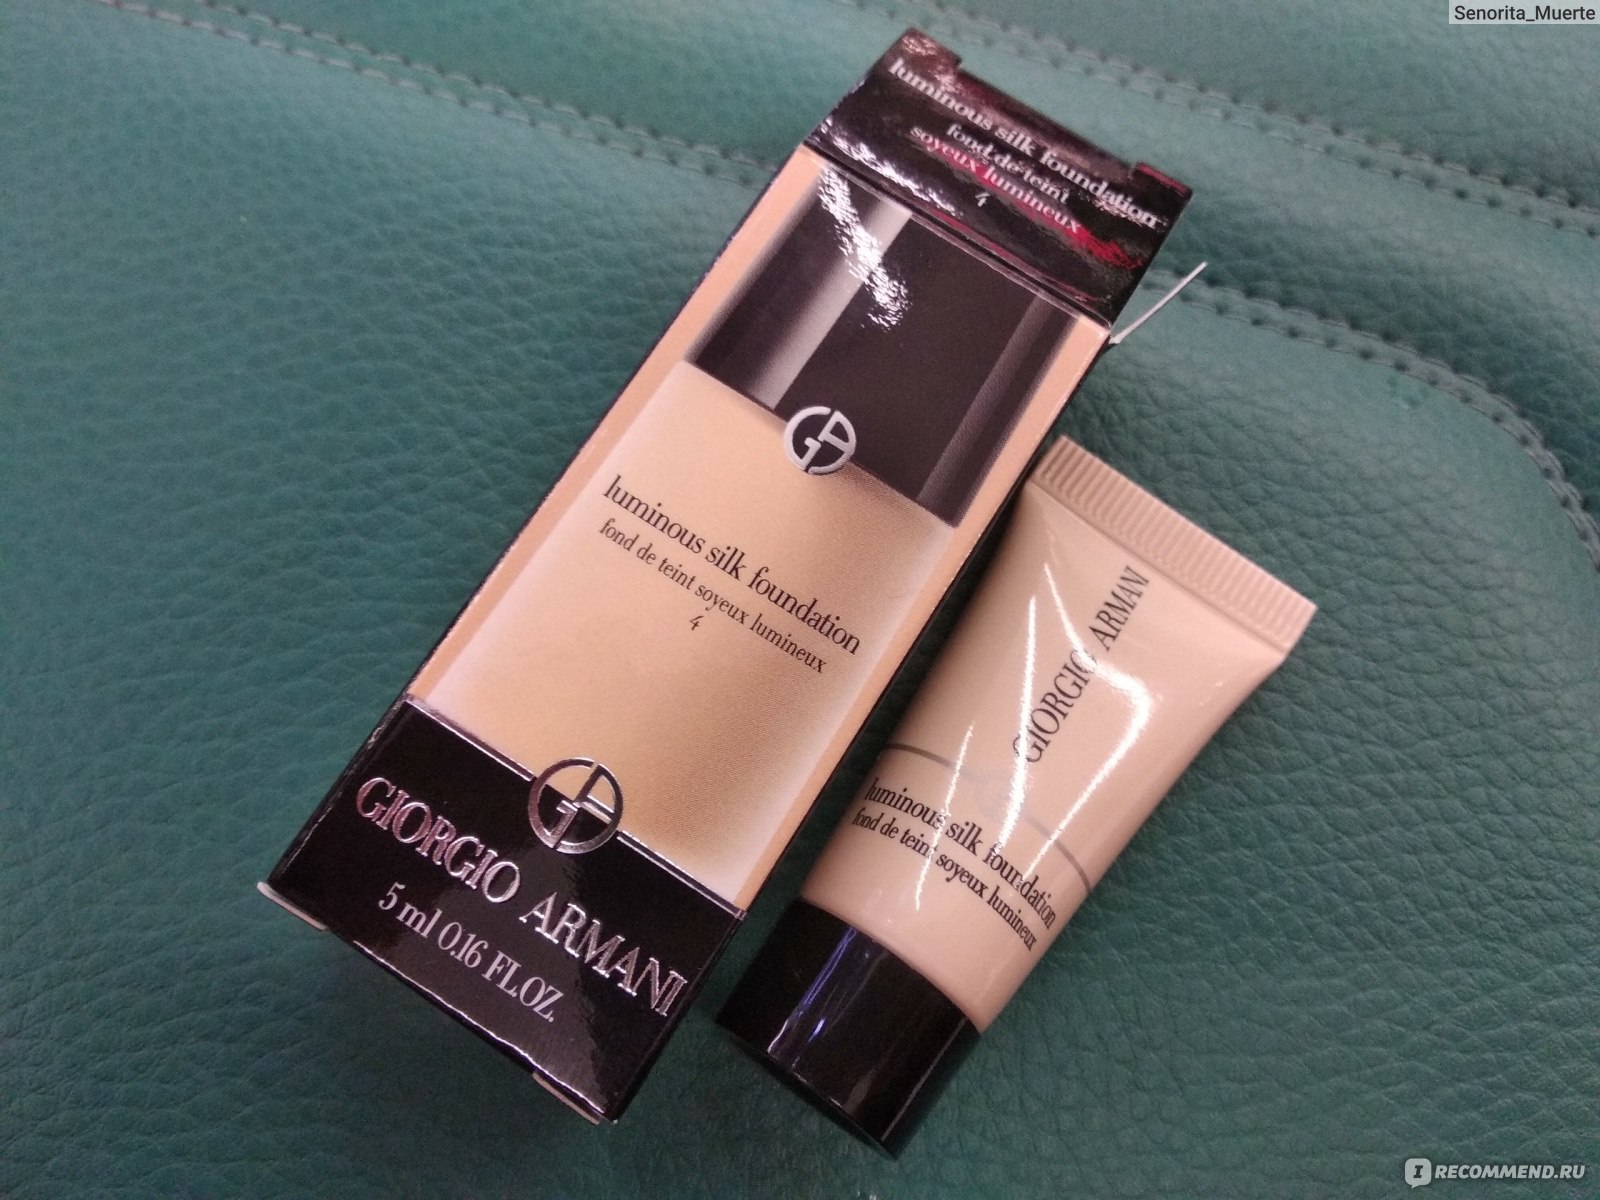 Senorita_Muerte
luminous silk foundation
fond de teint
soyeux lumineux
4
luminous silk foundation
fond de teint soyeux lumineux
4
GIORGIO ARMANI
5 ml 0.16 FL.OZ.
GIORGIO ARMANI
luminous silk foundation
fond de teint soyeux lumineux
IRECOMMEND.RU